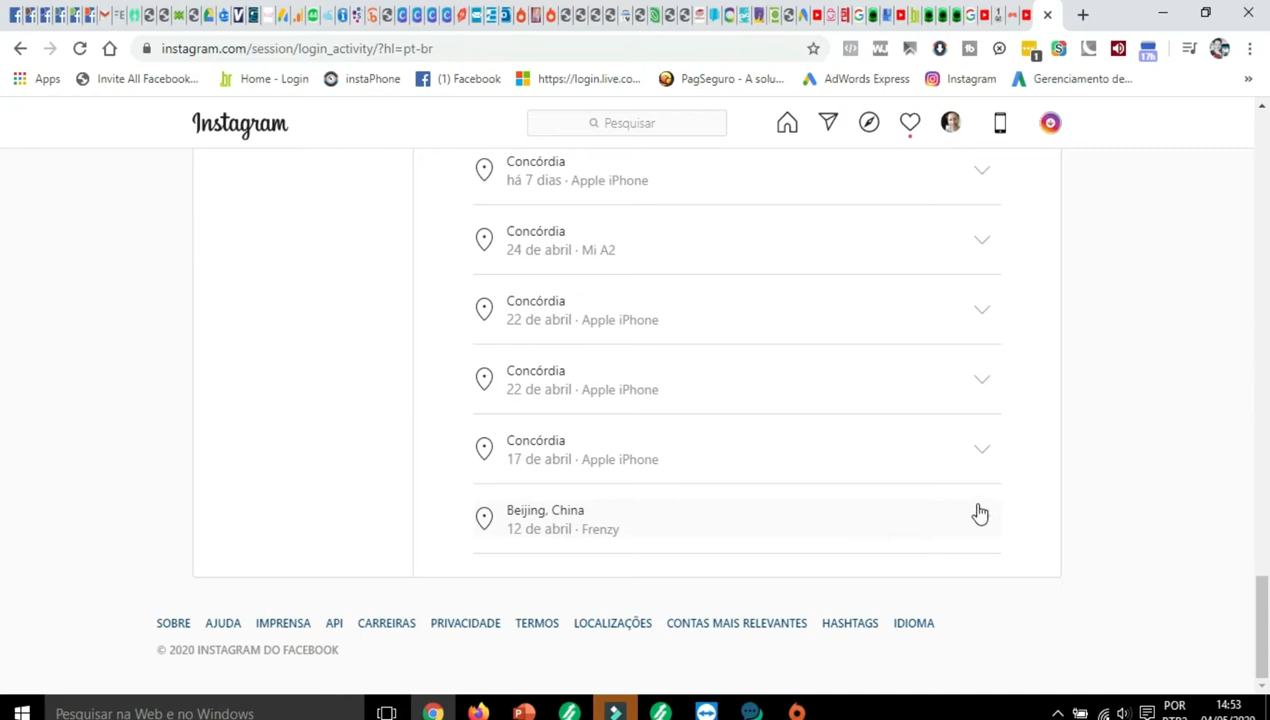 instagram.com/session/login_activity/?hl=pt-br
Apps
Invite All Facebook...
Home - Login
instaPhone
(1) Facebook
https://login.live.co...
PagSeguro - A solu...
AdWords Express
Instagram
Gerenciamento de...
»
Instagram
Pesquisar
Concórdia
há 7 dias · Apple iPhone
Concórdia
24 de abril · Mi A2
Concórdia
22 de abril · Apple iPhone
Concórdia
22 de abril · Apple iPhone
Concórdia
17 de abril · Apple iPhone
Beijing, China
12 de abril · Frenzy
SOBRE AJUDA IMPRENSA API CARREIRAS PRIVACIDADE TERMOS LOCALIZAÇÕES CONTAS MAIS RELEVANTES HASHTAGS IDIOMA
© 2020 INSTAGRAM DO FACEBOOK
Pesquisar na Web e no Windows
POR
14:53
04/05/2020